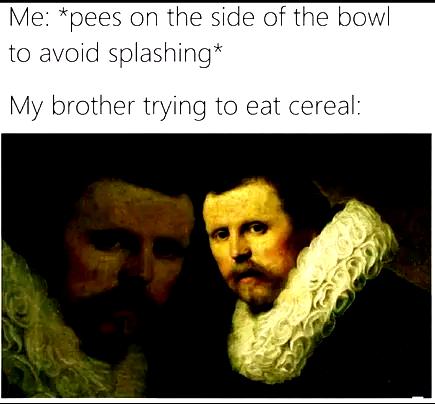 Me: *pees on the side of the bowl
to avoid splashing*
My brother trying to eat cereal: